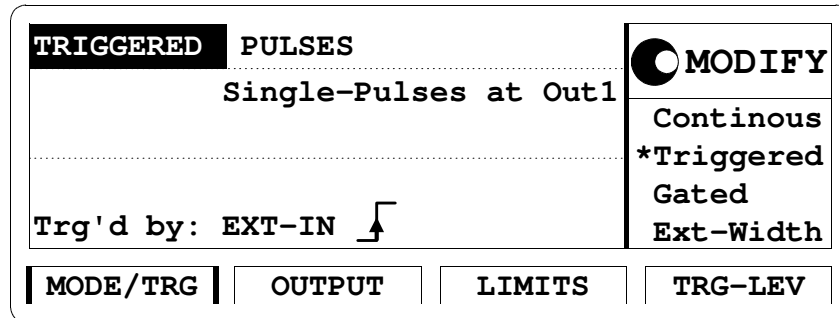 TRIGGERED PULSES
Single-Pulses at Out1
Trg'd by: EXT-IN
MODIFY
Continous
*Triggered
Gated
Ext-Width
MODE/TRG
OUTPUT
LIMITS
TRG-LEV